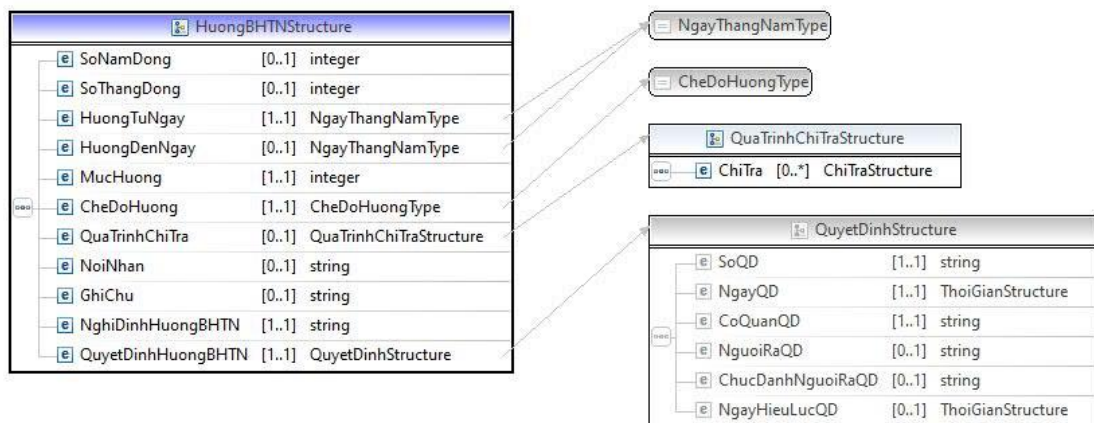 HuongBHTNStructure
SoNamDong [0..1] integer
SoThangDong [0..1] integer
HuongTuNgay [1..1] NgayThangNamType
HuongDenNgay [0..1] NgayThangNamType
MucHuong [1..1] integer
CheDoHuong [1..1] CheDoHuongType
QuaTrinhChiTra [0..1] QuaTrinhChiTraStructure
NoiNhan [0..1] string
GhiChu [0..1] string
NghiDinhHuongBHTN [1..1] string
QuyetDinhHuongBHTN [1..1] QuyetDinhStructure
NgayThangNamType
CheDoHuongType
QuaTrinhChiTraStructure
ChiTra [0..*] ChiTraStructure
QuyetDinhStructure
SoQD [1..1] string
NgayQD [1..1] ThoiGianStructure
CoQuanQD [1..1] string
NguoiRaQD [0..1] string
ChucDanhNguoiRaQD [0..1] string
NgayHieuLucQD [0..1] ThoiGianStructure